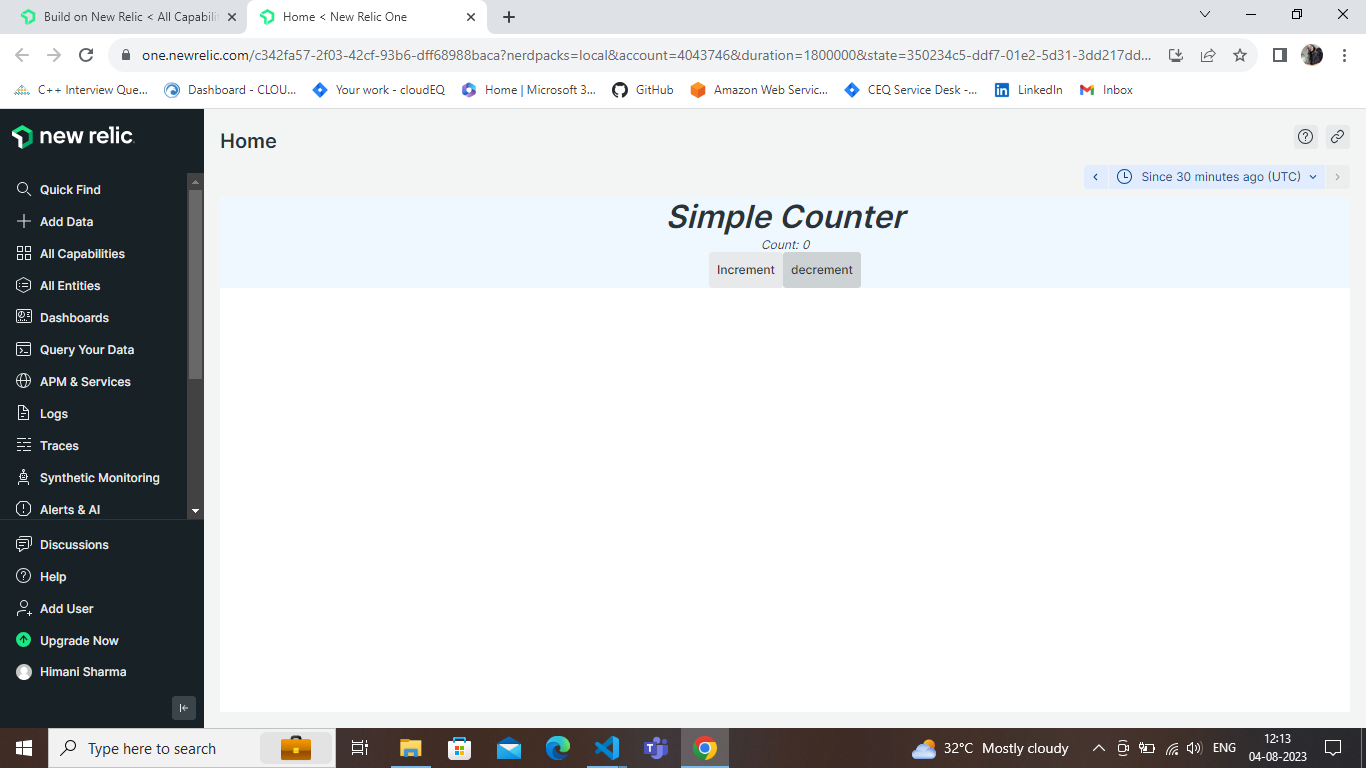 Build on New Relic < All Capabili
Home < New Relic One
one.newrelic.com/c342fa57-2f03-42cf-93b6-dff68988baca?nerdpacks=local&account=4043746&duration=1800000&state=350234c5-ddf7-01e2-5d31-3dd217dd...
C++ Interview Que...
Dashboard - CLOU...
Your work - cloudEQ
Home | Microsoft 3...
GitHub
Amazon Web Servic...
CEQ Service Desk -...
LinkedIn
Inbox
new relic
Home
Quick Find
Add Data
All Capabilities
All Entities
Dashboards
Query Your Data
APM & Services
Logs
Traces
Synthetic Monitoring
Alerts & AI
Discussions
Help
Add User
Upgrade Now
Himani Sharma
Since 30 minutes ago (UTC)
Simple Counter
Count: 0
Increment
decrement
Type here to search
32°C Mostly cloudy
ENG
12:13
04-08-2023